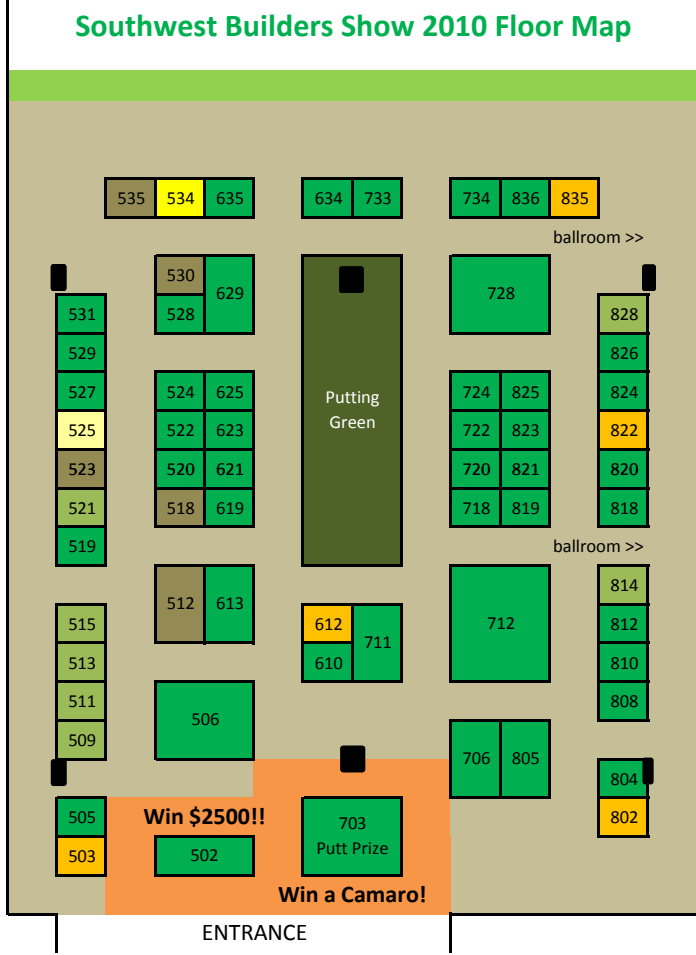 Southwest Builders Show 2010 Floor Map
535 534 635 634 733 734 836 835
ballroom >>
530 629 728
531 528 828
529 826
527 524 625 Putting Green 724 825 824
525 522 623 722 823 822
523 520 621 720 821 820
521 518 619 718 819 818
519 ballroom >>
512 613 814
515 612 711 712 812
513 610 810
511 506 808
509 706 805
804
505 Win $2500!! 703 802
503 502 Putt Prize
Win a Camaro!
ENTRANCE